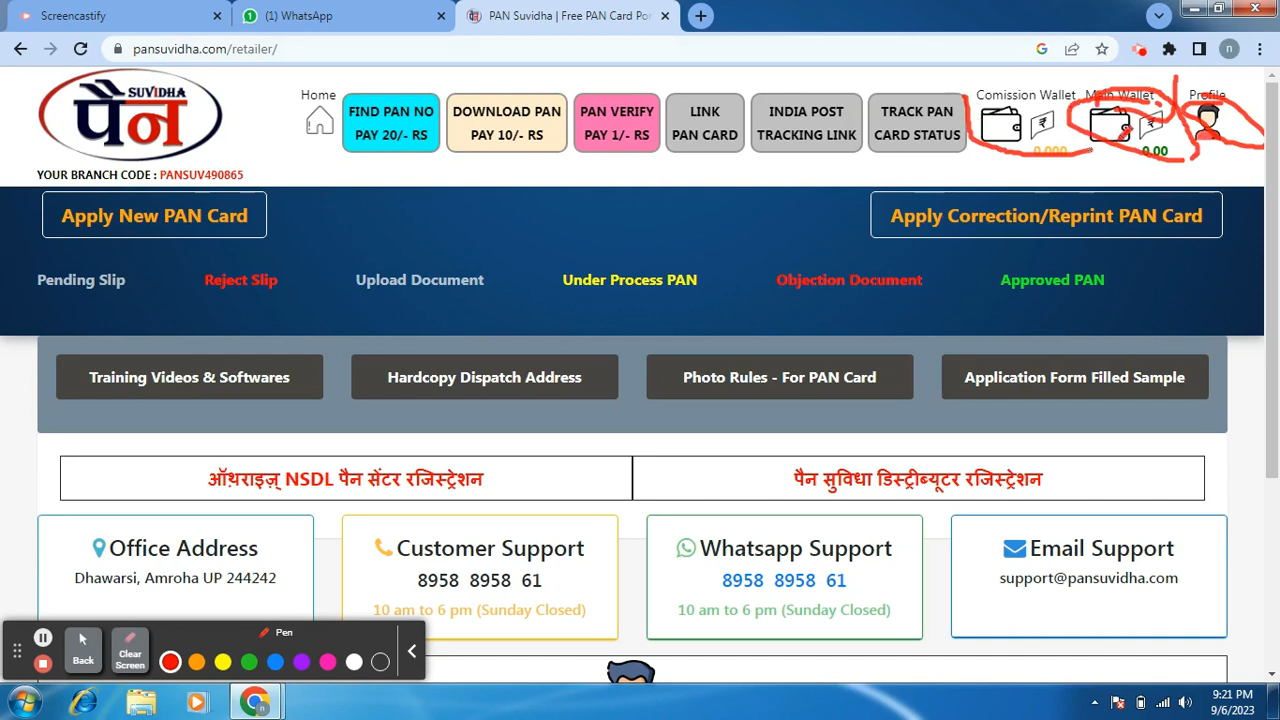 Screencastify
(1) WhatsApp
PAN Suvidha | Free PAN Card Por
pansuvidha.com/retailer/
n
SUVIDHA
पैन
YOUR BRANCH CODE : PANSUV490865
Home
FIND PAN NO
PAY 20/- RS
DOWNLOAD PAN
PAY 10/- RS
PAN VERIFY
PAY 1/- RS
LINK
PAN CARD
INDIA POST
TRACKING LINK
TRACK PAN
CARD STATUS
Comission Wallet
₹
0.000
Main Wallet
₹
0.00
Profile
Apply New PAN Card
Apply Correction/Reprint PAN Card
Pending Slip
Reject Slip
Upload Document
Under Process PAN
Objection Document
Approved PAN
Training Videos & Softwares
Hardcopy Dispatch Address
Photo Rules - For PAN Card
Application Form Filled Sample
ऑथराइज् NSDL पैन सेंटर रजिस्ट्रेशन
पैन सुविधा डिस्ट्रीब्यूटर रजिस्ट्रेशन
Office Address
Dhawarsi, Amroha UP 244242
Customer Support
8958 8958 61
10 am to 6 pm (Sunday Closed)
Whatsapp Support
8958 8958 61
10 am to 6 pm (Sunday Closed)
Email Support
support@pansuvidha.com
Pen
Back
Clear
Screen
9:21 PM
9/6/2023